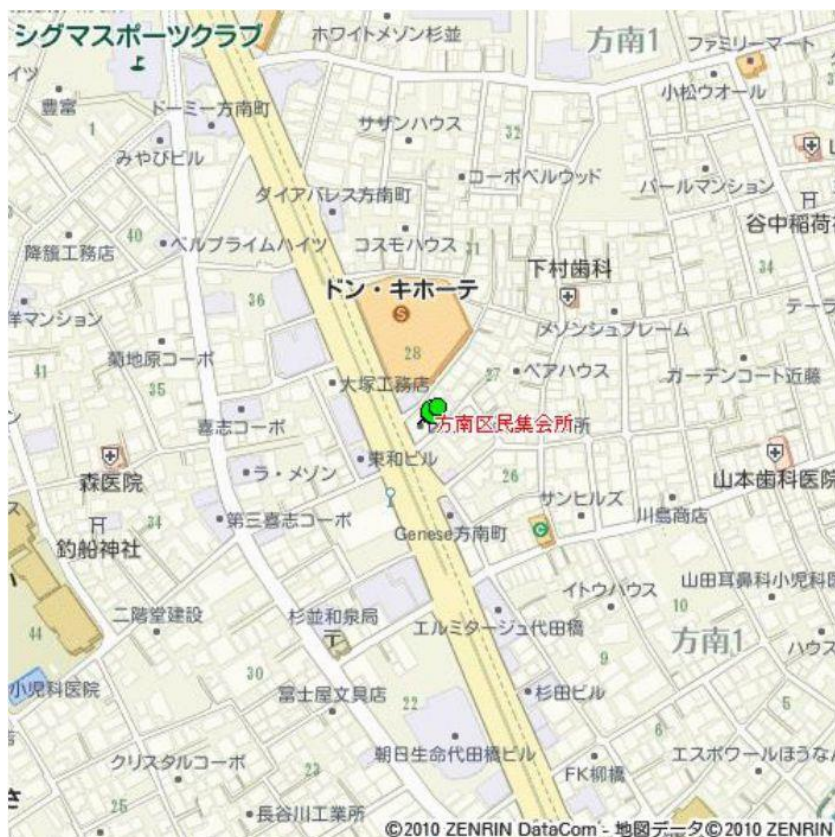 シグマスポーツクラブ
ホワイトメゾン杉並
方南1
ファミリーマート
小松ウオール
豊富
ドーミー方南町
1
みやびビル
サザンハウス
32
コーポベルウッド
パールマンション
ダイアパレス方南町
谷中稲荷
降籏工務店
40
ベルプライムハイツ
コスモハウス
31
下村歯科
34
ドン・キホーテ
S
36
洋マンション
メゾンシュプレーム
テーラ
菊地原コーポ
28
41
35
大塚工務店
27
ベアハウス
ガーデンコート近藤
喜志コーポ
方南区民集会所
所
東和ビル
森医院
ラ・メゾン
26
山本歯科医院
34
第三喜志コーポ
サンヒルズ
川島商店
釣船神社
Genese方南町
C
イトウハウス
山田耳鼻科小児科医
二階堂建設
杉並和泉局
エルミタージュ代田橋
10
方南1
ハウス
44
9
小児科医院
30
冨士屋文具店
22
杉田ビル
5
6
クリスタルコーポ
23
朝日生命代田橋ビル
FK柳橋
エスポワールほうなん
さ
25
長谷川工業所
©2010 ZENRIN DataCom - 地図データ©2010 ZENRIN